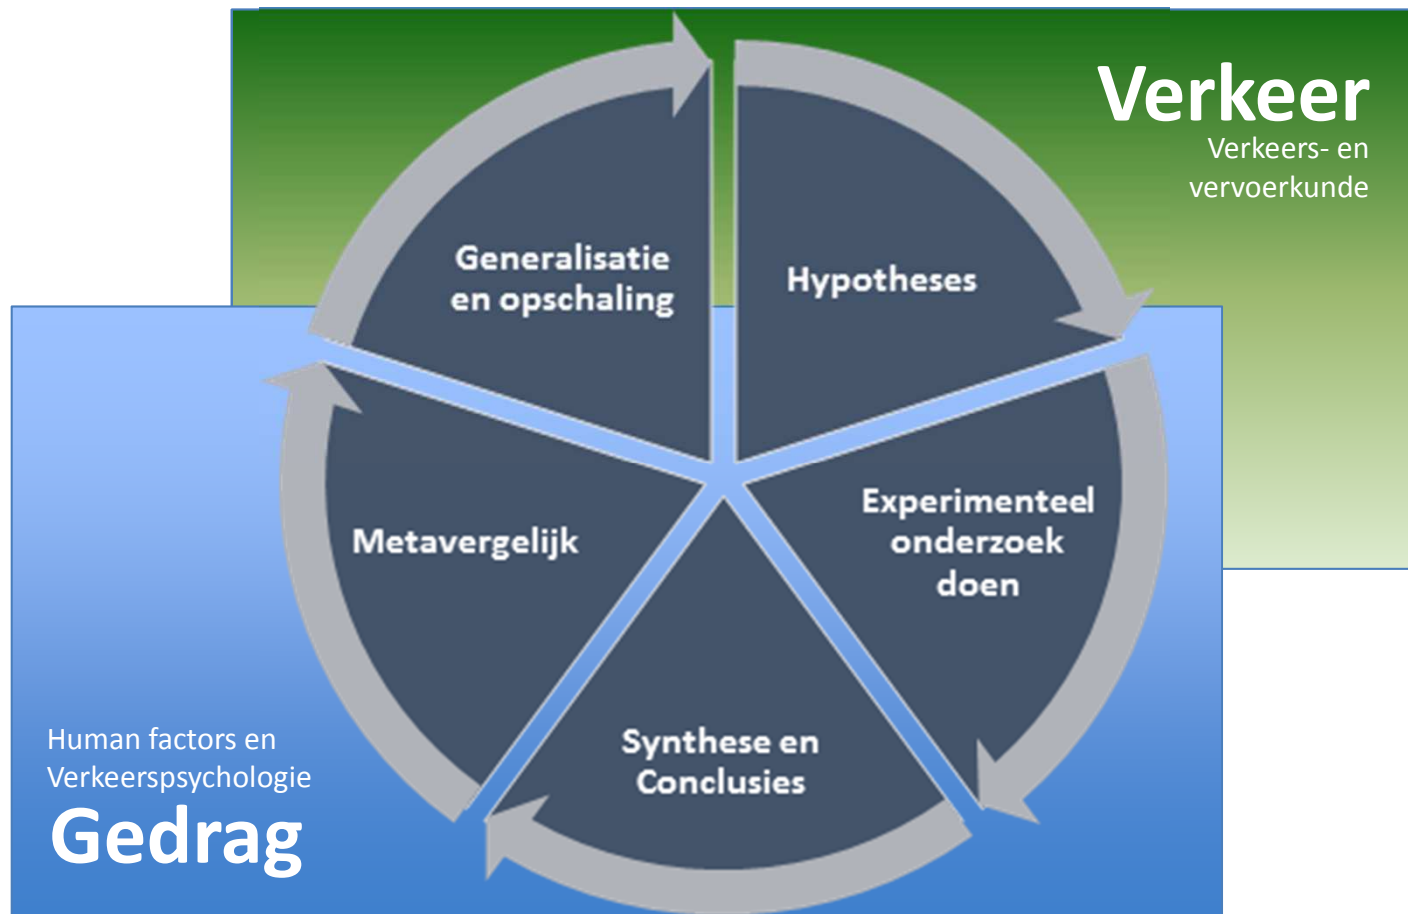 Verkeer
Verkeers- en
vervoerkunde
Generalisatie
en opschaling
Hypotheses
Experimenteel
onderzoek
doen
Metavergelijk
Synthese en
Conclusies
Human factors en
Verkeerspsychologie
Gedrag